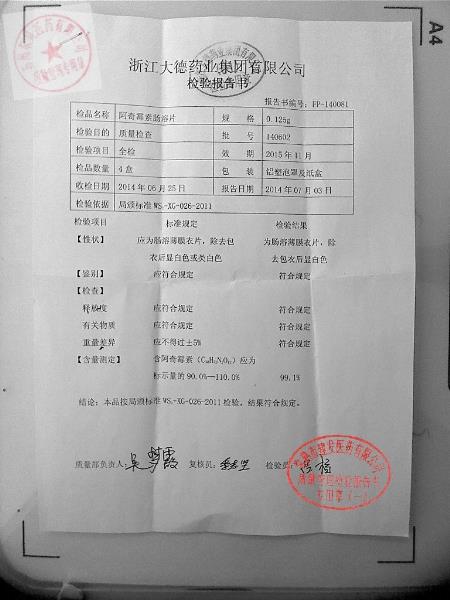 A4
浙江大德药业集团有限公司
检验报告书
报告书编号: FP-140081
检品名称 阿奇霉素肠溶片 规 格 0.125g
检验目的 质量检查 批 号 140602
检验项目 全检 效 期 2015年11月
检品数量 4盒 包 装 铝塑泡罩及纸盒
收检日期 2014年06月25日 报告日期 2014年07月03日
检验依据 局颁标准WS₁-XG-026-2011
检验项目 标准规定 检验结果
【性状】 应为肠溶薄膜衣片，除去包 为肠溶薄膜衣片，除
衣后显白色或类白色 去包衣后显白色
【鉴别】 应符合规定 符合规定
【检查】
释放度 应符合规定 符合规定
有关物质 应符合规定 符合规定
重量差异 应不得过±5% 符合规定
【含量测定】 含阿奇霉素（C₃₈H₇₂N₂O₁₂）应为
标示量的90.0%—110.0% 99.1%
结论：本品按局颁标准WS₁-XG-026-2011检验，结果符合规定。
质量部负责人: 复核员: 检验员: